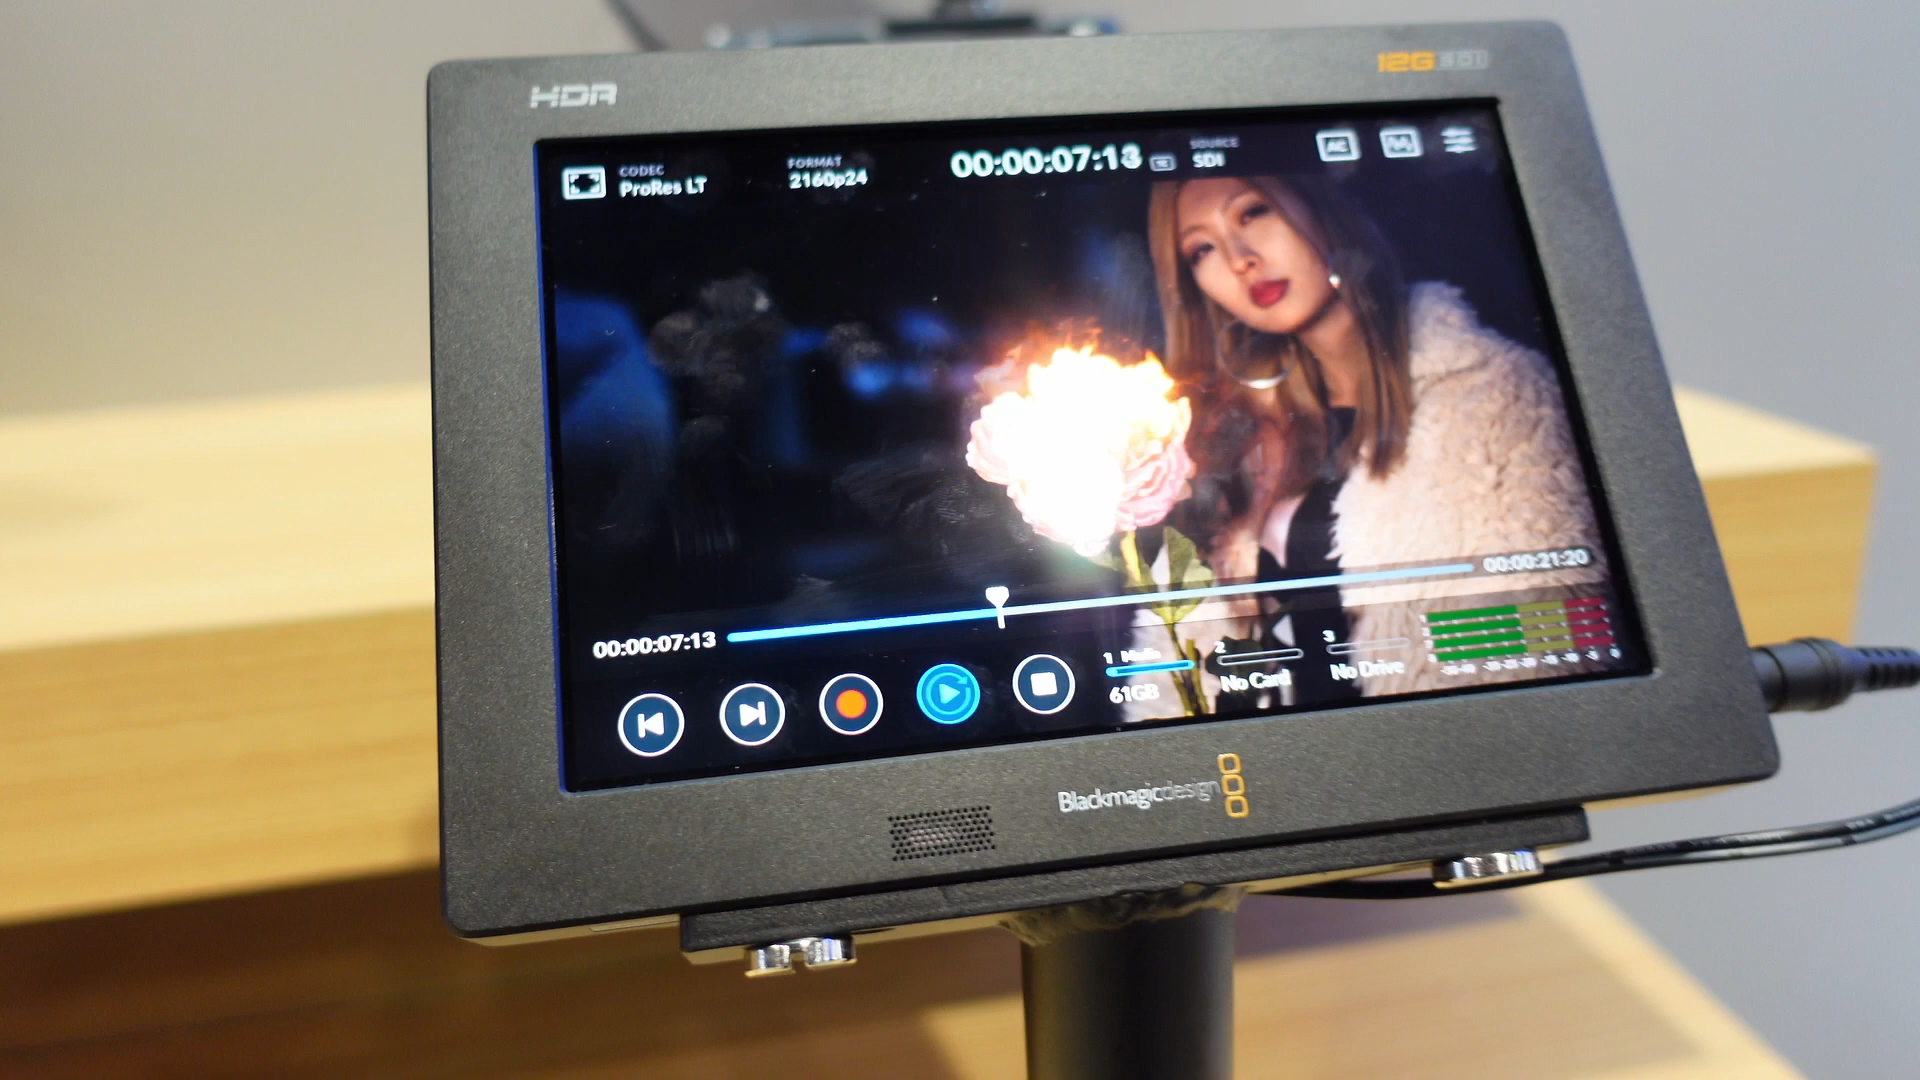 HDR
12G SDI
CODEC
ProRes LT
FORMAT
2160p24
00:00:07:13
SOURCE
SDI
00:00:21:20
00:00:07:13
1 Media
61GB
2
No Card
3
No Drive
Blackmagicdesign